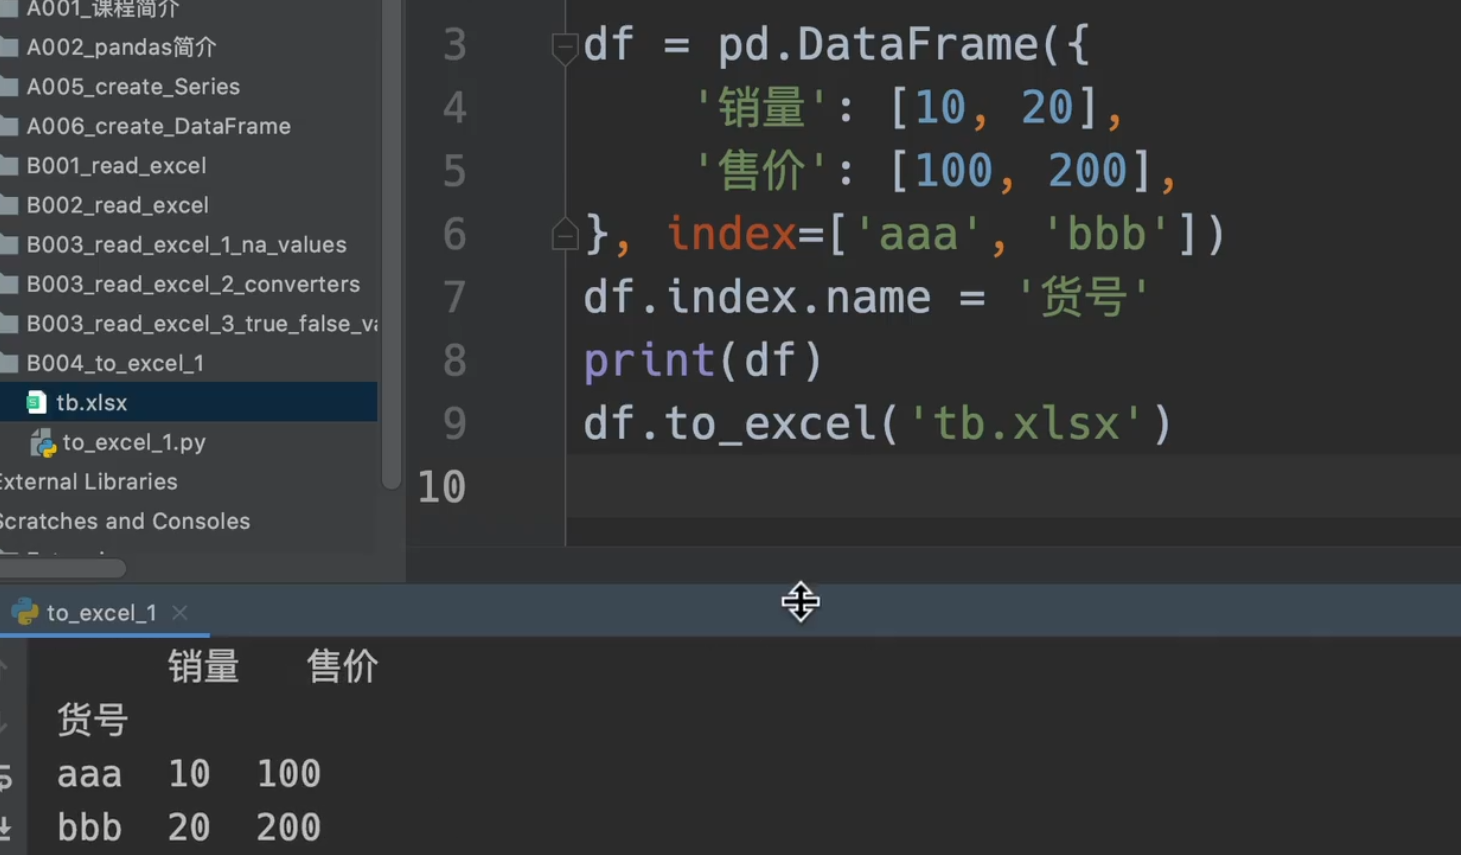 A001_课程简介
A002_pandas简介
A005_create_Series
A006_create_DataFrame
B001_read_excel
B002_read_excel
B003_read_excel_1_na_values
B003_read_excel_2_converters
B003_read_excel_3_true_false_va
B004_to_excel_1
tb.xlsx
to_excel_1.py
External Libraries
Scratches and Consoles
3 df = pd.DataFrame({
4 '销量': [10, 20],
5 '售价': [100, 200],
6 }, index=['aaa', 'bbb'])
7 df.index.name = '货号'
8 print(df)
9 df.to_excel('tb.xlsx')
10
to_excel_1
销量 售价
货号
aaa 10 100
bbb 20 200